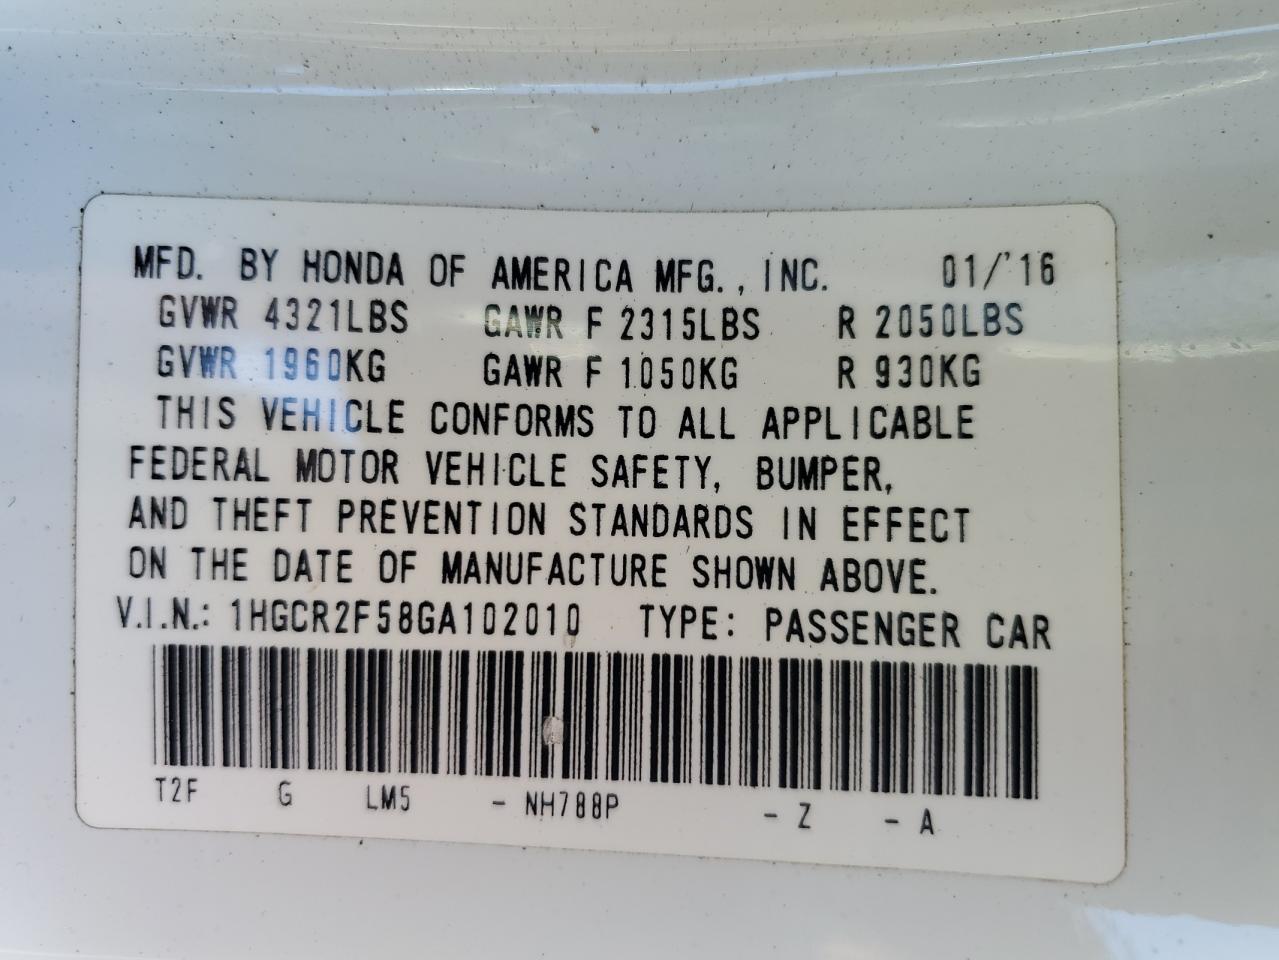 MFD. BY HONDA OF AMERICA MFG., INC. 01/'16
GVWR 4321LBS GAWR F 2315LBS R 2050LBS
GVWR 1960KG GAWR F 1050KG R 930KG
THIS VEHICLE CONFORMS TO ALL APPLICABLE
FEDERAL MOTOR VEHICLE SAFETY, BUMPER,
AND THEFT PREVENTION STANDARDS IN EFFECT
ON THE DATE OF MANUFACTURE SHOWN ABOVE.
V.I.N.: 1HGCR2F58GA102010 TYPE: PASSENGER CAR
T2F G LM5 - NH788P - Z - A